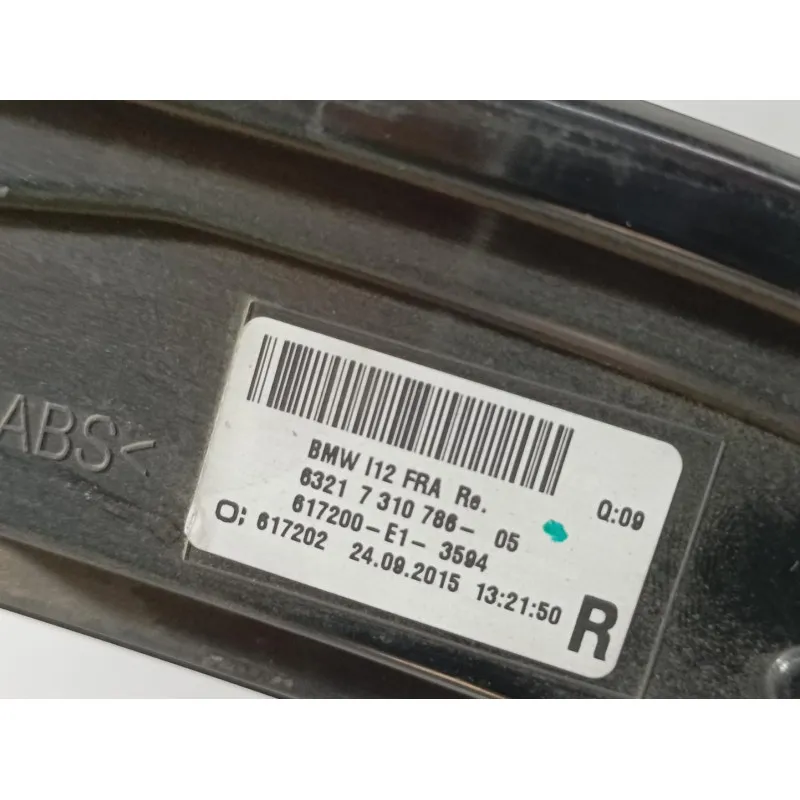 ABS<
BMW I12 FRA Re.
6321 7 310 786- 05
Q:09
617200-E1- 3594
O; 617202 24.09.2015 13:21:50
R